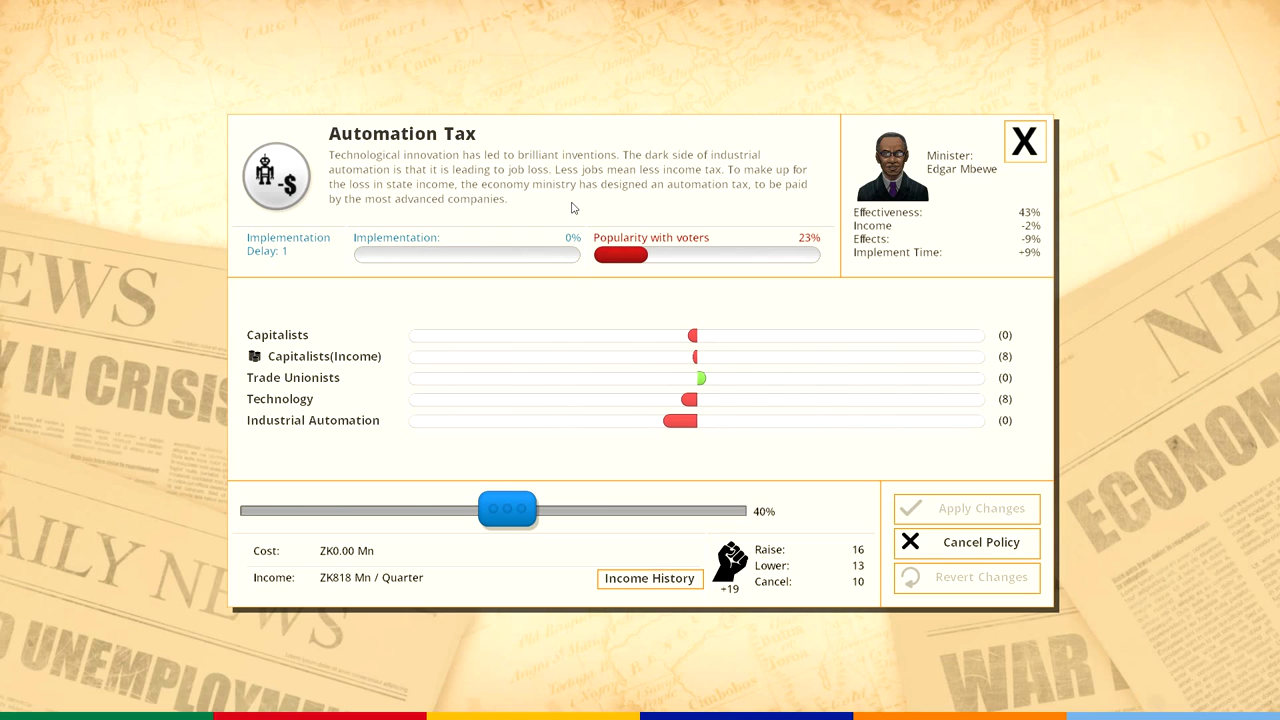 Automation Tax
Technological innovation has led to brilliant inventions. The dark side of industrial
automation is that it is leading to job loss. Less jobs mean less income tax. To make up for
the loss in state income, the economy ministry has designed an automation tax, to be paid
by the most advanced companies.
-$
X
Minister:
Edgar Mbewe
Effectiveness: 43%
Income -2%
Effects: -9%
Implement Time: +9%
Implementation
Delay: 1
Implementation: 0%
Popularity with voters 23%
Capitalists (0)
Capitalists(Income) (8)
Trade Unionists (0)
Technology (8)
Industrial Automation (0)
40%
Cost: ZK0.00 Mn
Income: ZK818 Mn / Quarter
Income History
+19
Raise: 16
Lower: 13
Cancel: 10
Apply Changes
Cancel Policy
Revert Changes
EWS
Y IN CRISIS
AILY NEWS
UNEMPLOYME
NE
ECONOM
WAR